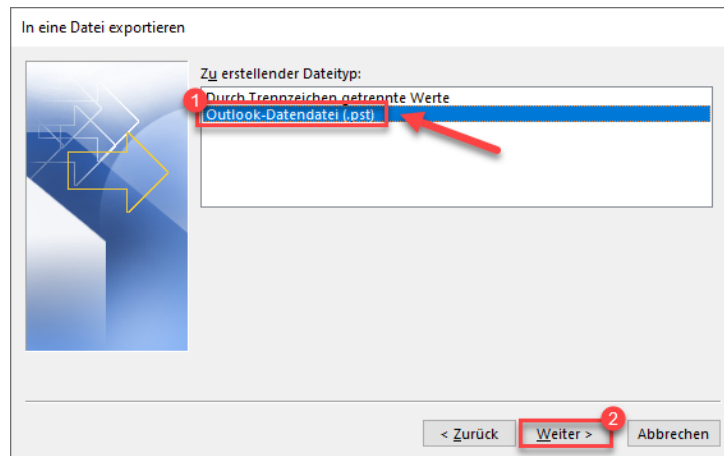 In eine Datei exportieren
Zu erstellender Dateityp:
Durch Trennzeichen getrennte Werte
1
Outlook-Datendatei (.pst)
2
< Zurück
Weiter >
Abbrechen